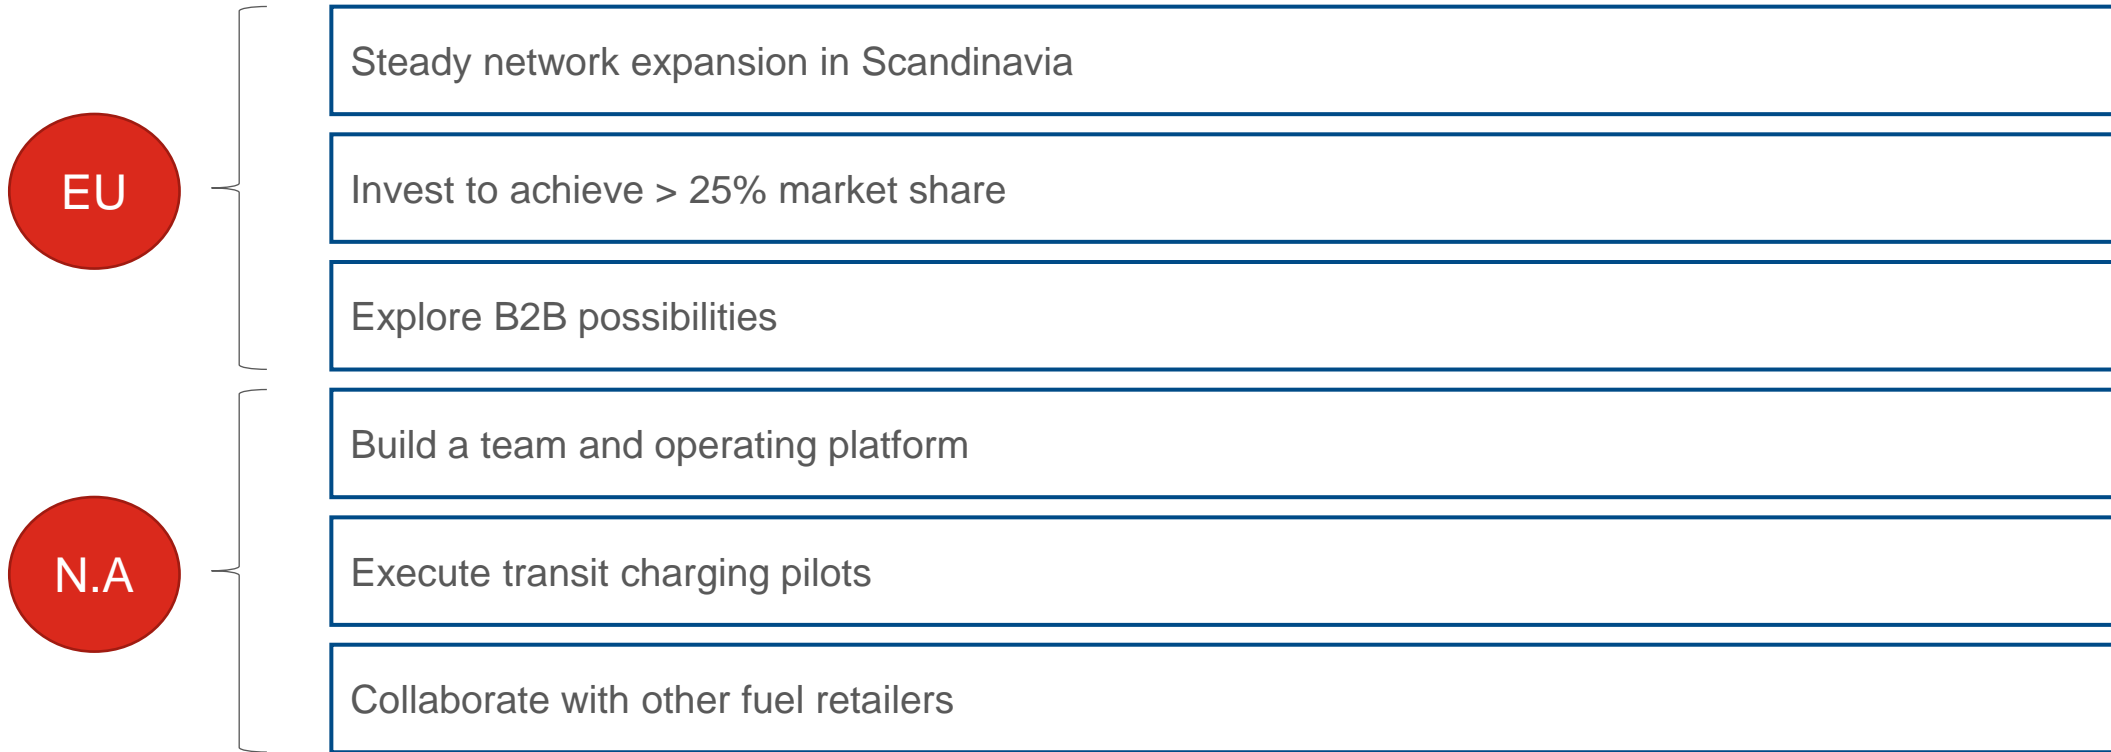 EU
Steady network expansion in Scandinavia
Invest to achieve > 25% market share
Explore B2B possibilities
N.A
Build a team and operating platform
Execute transit charging pilots
Collaborate with other fuel retailers